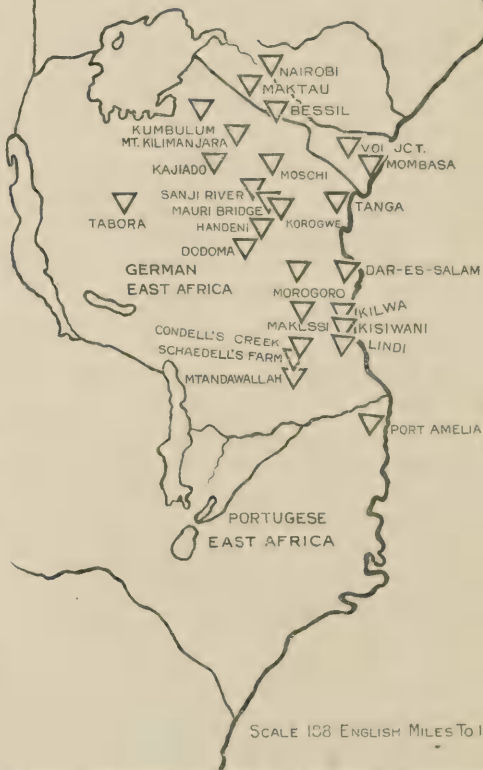 NAIROBI
MAKTAU
BESSIL
KUMBULUM
MT. KILIMANJARA
VOI JCT.
MOMBASA
KAJIADO
MOSCHI
SANJI RIVER
MAURI BRIDGE
TANGA
TABORA
HANDENI
KOROGWE
DODOMA
GERMAN
EAST AFRICA
DAR-ES-SALAM
MOROGORO
KILWA
MAKLSSI
KISIWANI
CONDELL'S CREEK
LINDI
SCHAEDELL'S FARM
MTANDAWALLAH
PORT AMELIA
PORTUGESE
EAST AFRICA
SCALE 138 ENGLISH MILES TO 1